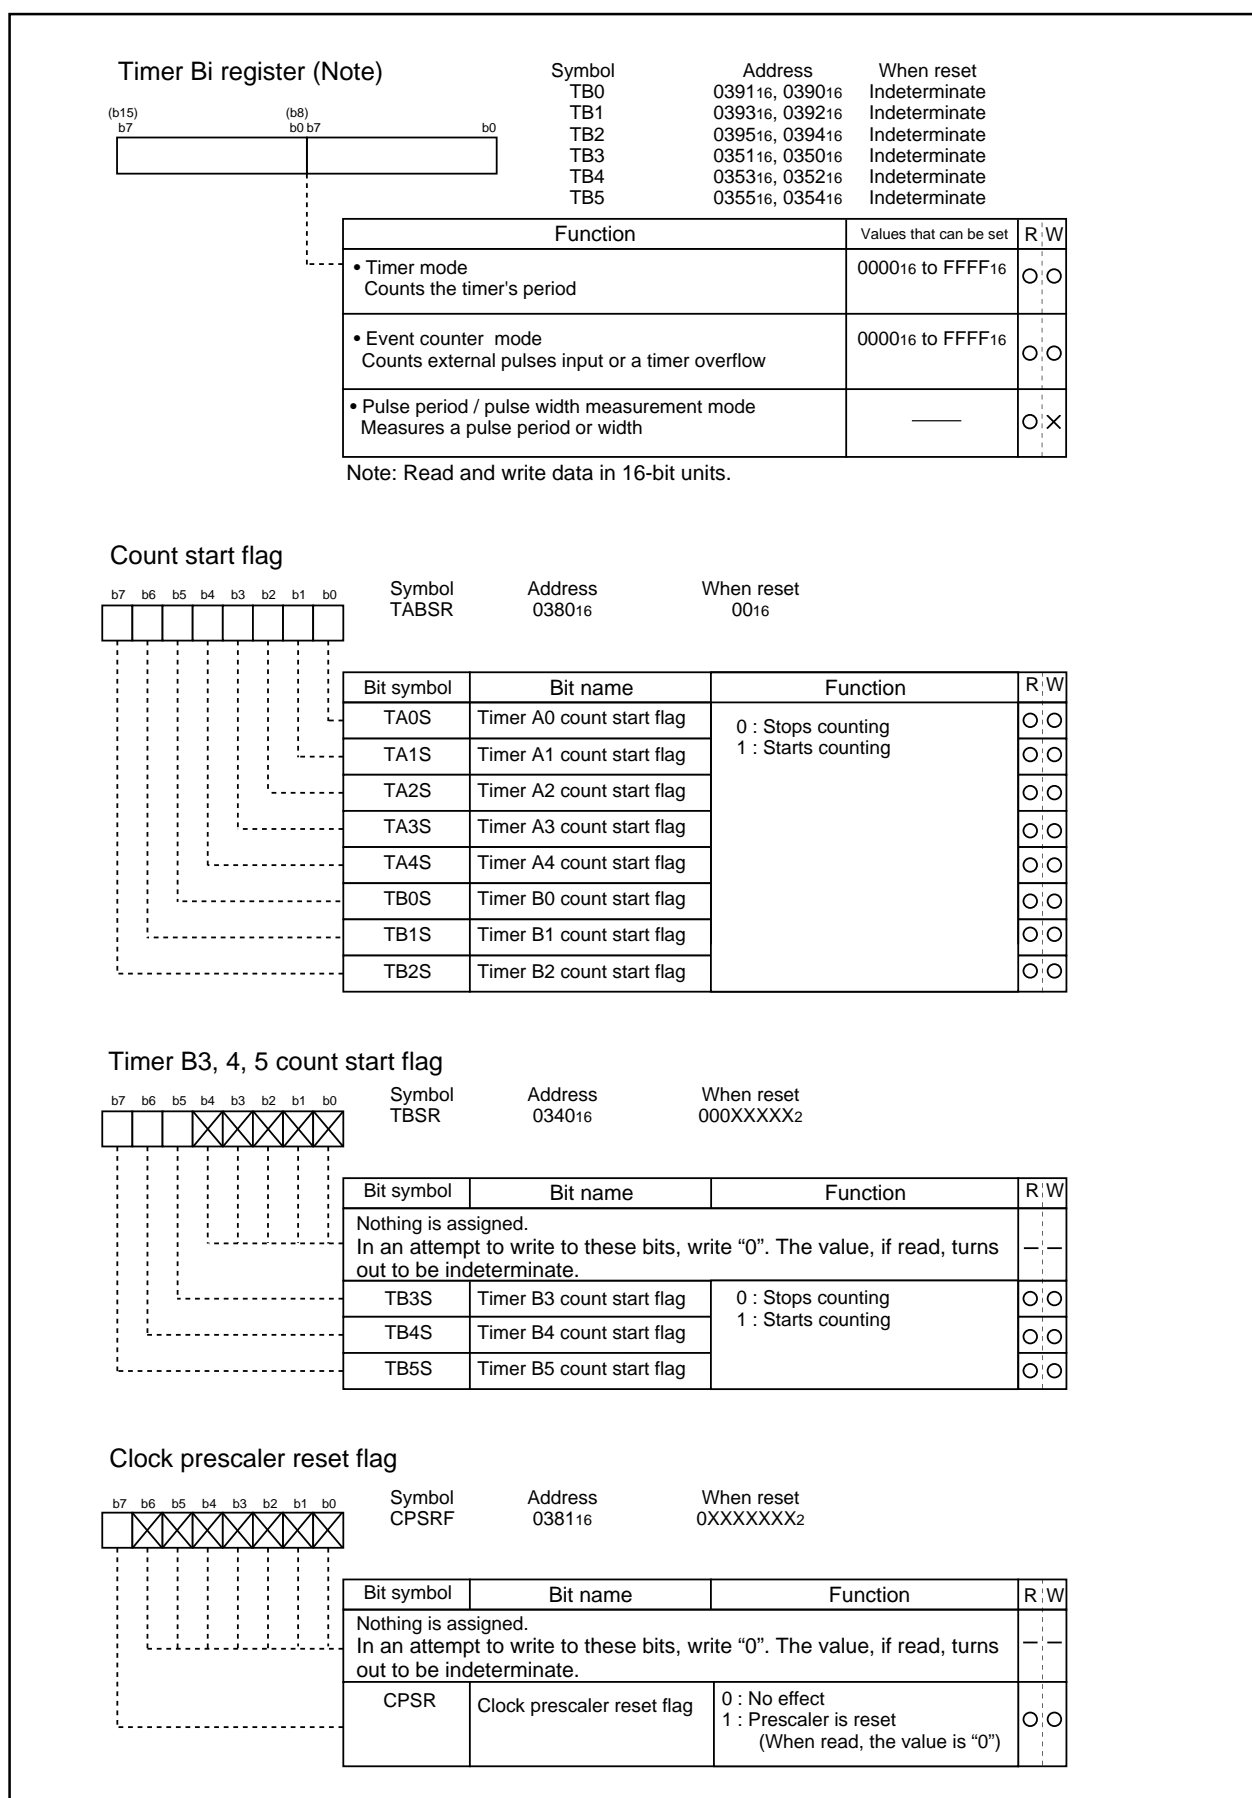 Timer Bi register (Note)
Symbol Address When reset
TB0 039116, 039016 Indeterminate
TB1 039316, 039216 Indeterminate
TB2 039516, 039416 Indeterminate
TB3 035116, 035016 Indeterminate
TB4 035316, 035216 Indeterminate
TB5 035516, 035416 Indeterminate
(b15) (b8)
b7 b0 b7 b0
Function Values that can be set R W
• Timer mode 000016 to FFFF16
Counts the timer's period
• Event counter mode 000016 to FFFF16
Counts external pulses input or a timer overflow
• Pulse period / pulse width measurement mode
Measures a pulse period or width
Note: Read and write data in 16-bit units.
Count start flag
Symbol Address When reset
TABSR 038016 0016
b7 b6 b5 b4 b3 b2 b1 b0
Bit symbol Bit name Function R W
TA0S Timer A0 count start flag 0 : Stops counting
TA1S Timer A1 count start flag 1 : Starts counting
TA2S Timer A2 count start flag
TA3S Timer A3 count start flag
TA4S Timer A4 count start flag
TB0S Timer B0 count start flag
TB1S Timer B1 count start flag
TB2S Timer B2 count start flag
Timer B3, 4, 5 count start flag
Symbol Address When reset
TBSR 034016 000XXXXX2
b7 b6 b5 b4 b3 b2 b1 b0
Bit symbol Bit name Function R W
Nothing is assigned.
In an attempt to write to these bits, write “0”. The value, if read, turns
out to be indeterminate.
TB3S Timer B3 count start flag 0 : Stops counting
TB4S Timer B4 count start flag 1 : Starts counting
TB5S Timer B5 count start flag
Clock prescaler reset flag
Symbol Address When reset
CPSRF 038116 0XXXXXXX2
b7 b6 b5 b4 b3 b2 b1 b0
Bit symbol Bit name Function R W
Nothing is assigned.
In an attempt to write to these bits, write “0”. The value, if read, turns
out to be indeterminate.
CPSR Clock prescaler reset flag 0 : No effect
1 : Prescaler is reset
(When read, the value is “0”)